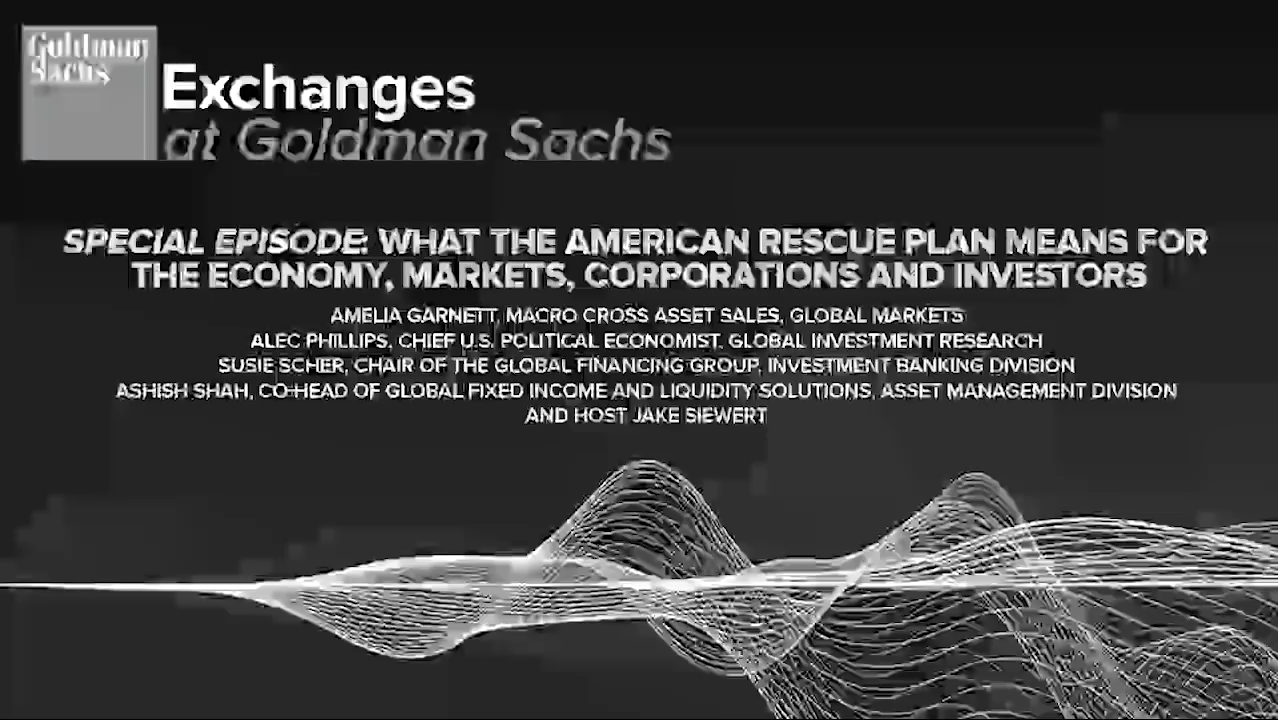 Goldman
Sachs
Exchanges
at Goldman Sachs
SPECIAL EPISODE: WHAT THE AMERICAN RESCUE PLAN MEANS FOR
THE ECONOMY, MARKETS, CORPORATIONS AND INVESTORS
AMELIA GARNETT, MACRO CROSS ASSET SALES, GLOBAL MARKETS
ALEC PHILLIPS, CHIEF U.S. POLITICAL ECONOMIST, GLOBAL INVESTMENT RESEARCH
SUSIE SCHER, CHAIR OF THE GLOBAL FINANCING GROUP, INVESTMENT BANKING DIVISION
ASHISH SHAH, CO-HEAD OF GLOBAL FIXED INCOME AND LIQUIDITY SOLUTIONS, ASSET MANAGEMENT DIVISION
AND HOST JAKE SIEWERT